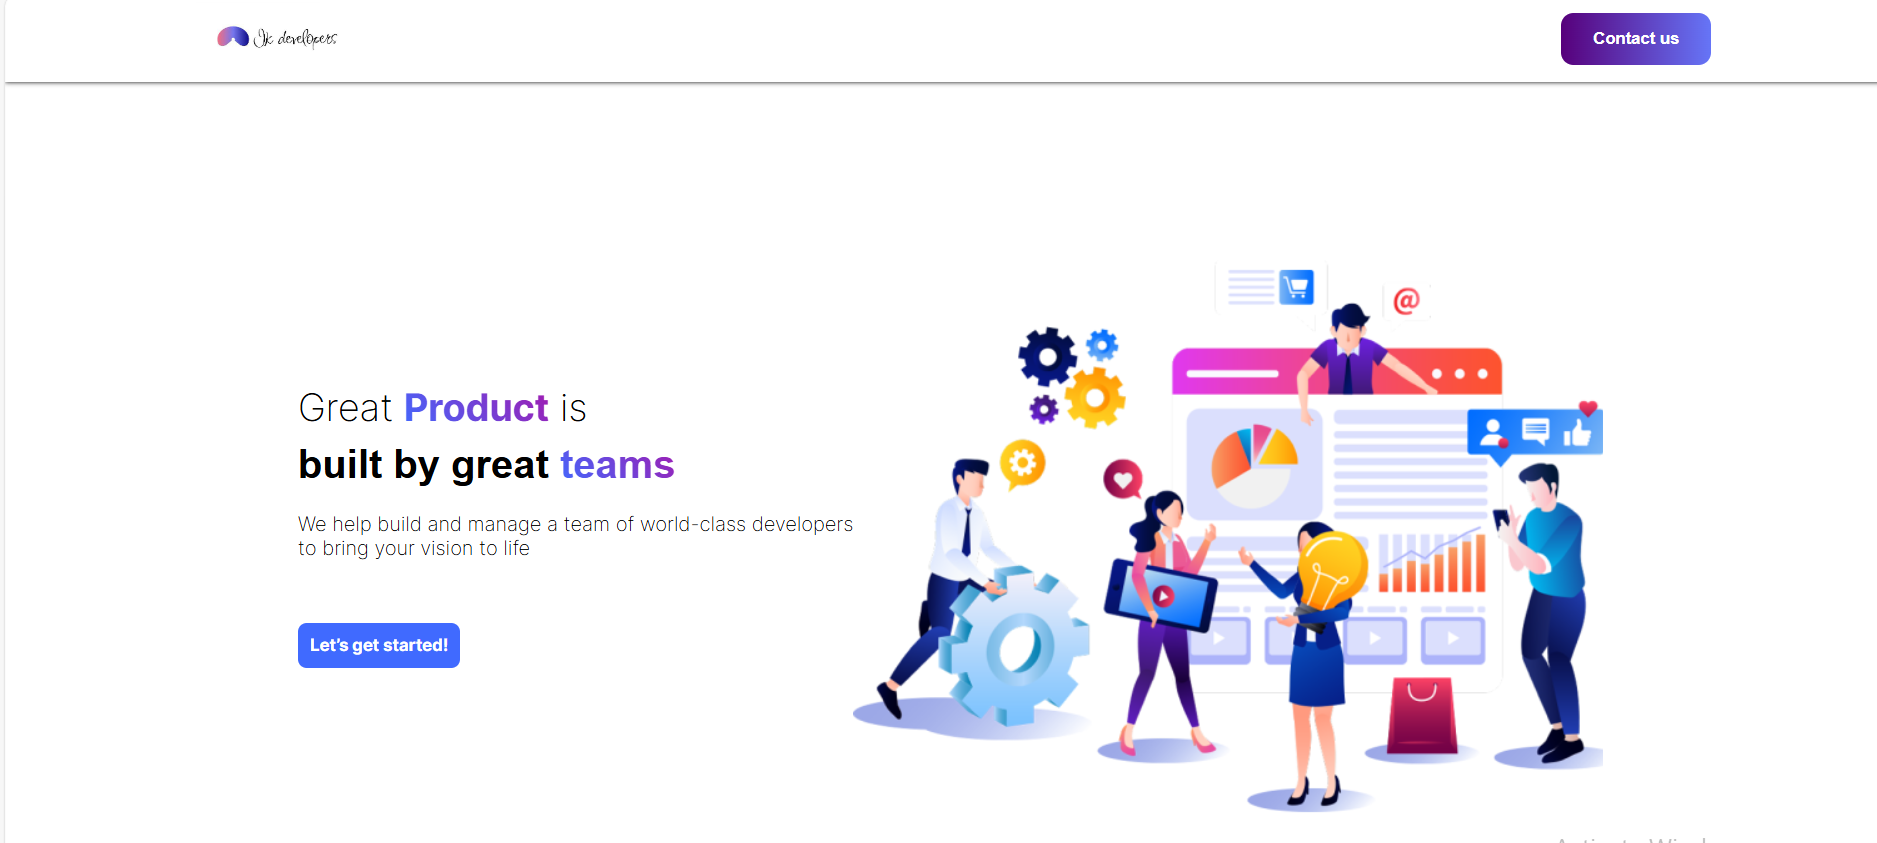 Jk developers
Contact us
Great Product is
built by great teams
We help build and manage a team of world-class developers
to bring your vision to life
Let's get started!
@